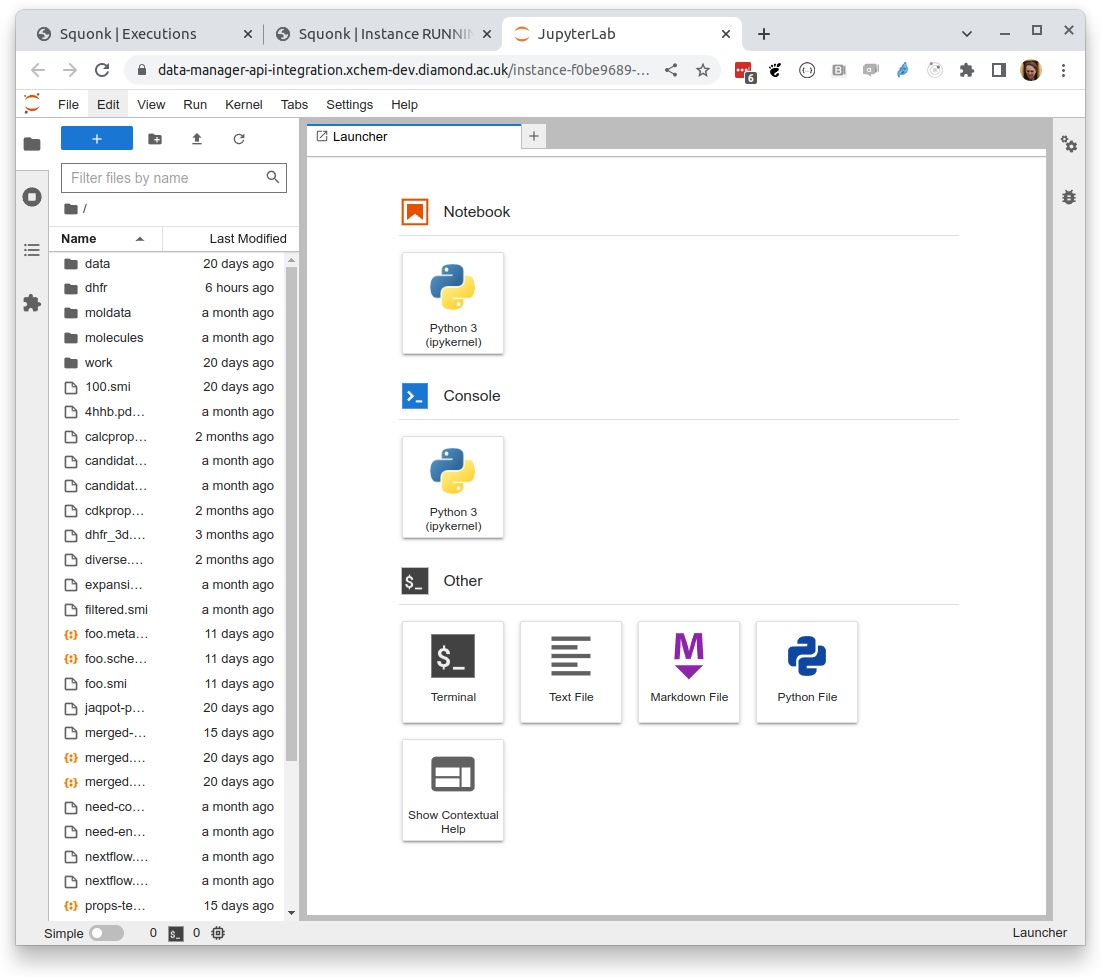 Squonk | Executions
Squonk | Instance RUNNIN
JupyterLab
data-manager-api-integration.xchem-dev.diamond.ac.uk/instance-f0be9689-...
6
File Edit View Run Kernel Tabs Settings Help
+
Filter files by name
/
Name Last Modified
data 20 days ago
dhfr 6 hours ago
moldata a month ago
molecules a month ago
work 20 days ago
100.smi 20 days ago
4hhb.pd... a month ago
calcprop... 2 months ago
candidat... a month ago
candidat... a month ago
cdkprop... 2 months ago
dhfr_3d.... 3 months ago
diverse.... 2 months ago
expansi... a month ago
filtered.smi a month ago
foo.meta... 11 days ago
foo.sche... 11 days ago
foo.smi 11 days ago
jaqpot-p... 20 days ago
merged-... 15 days ago
merged.... 20 days ago
merged.... 20 days ago
need-co... a month ago
need-en... a month ago
nextflow.... a month ago
nextflow.... a month ago
props-te... 15 days ago
Launcher
Notebook
Python 3
(ipykernel)
Console
Python 3
(ipykernel)
$_ Other
$_
Terminal
Text File
M
Markdown File
Python File
Show Contextual
Help
Simple 0 $_ 0 Launcher